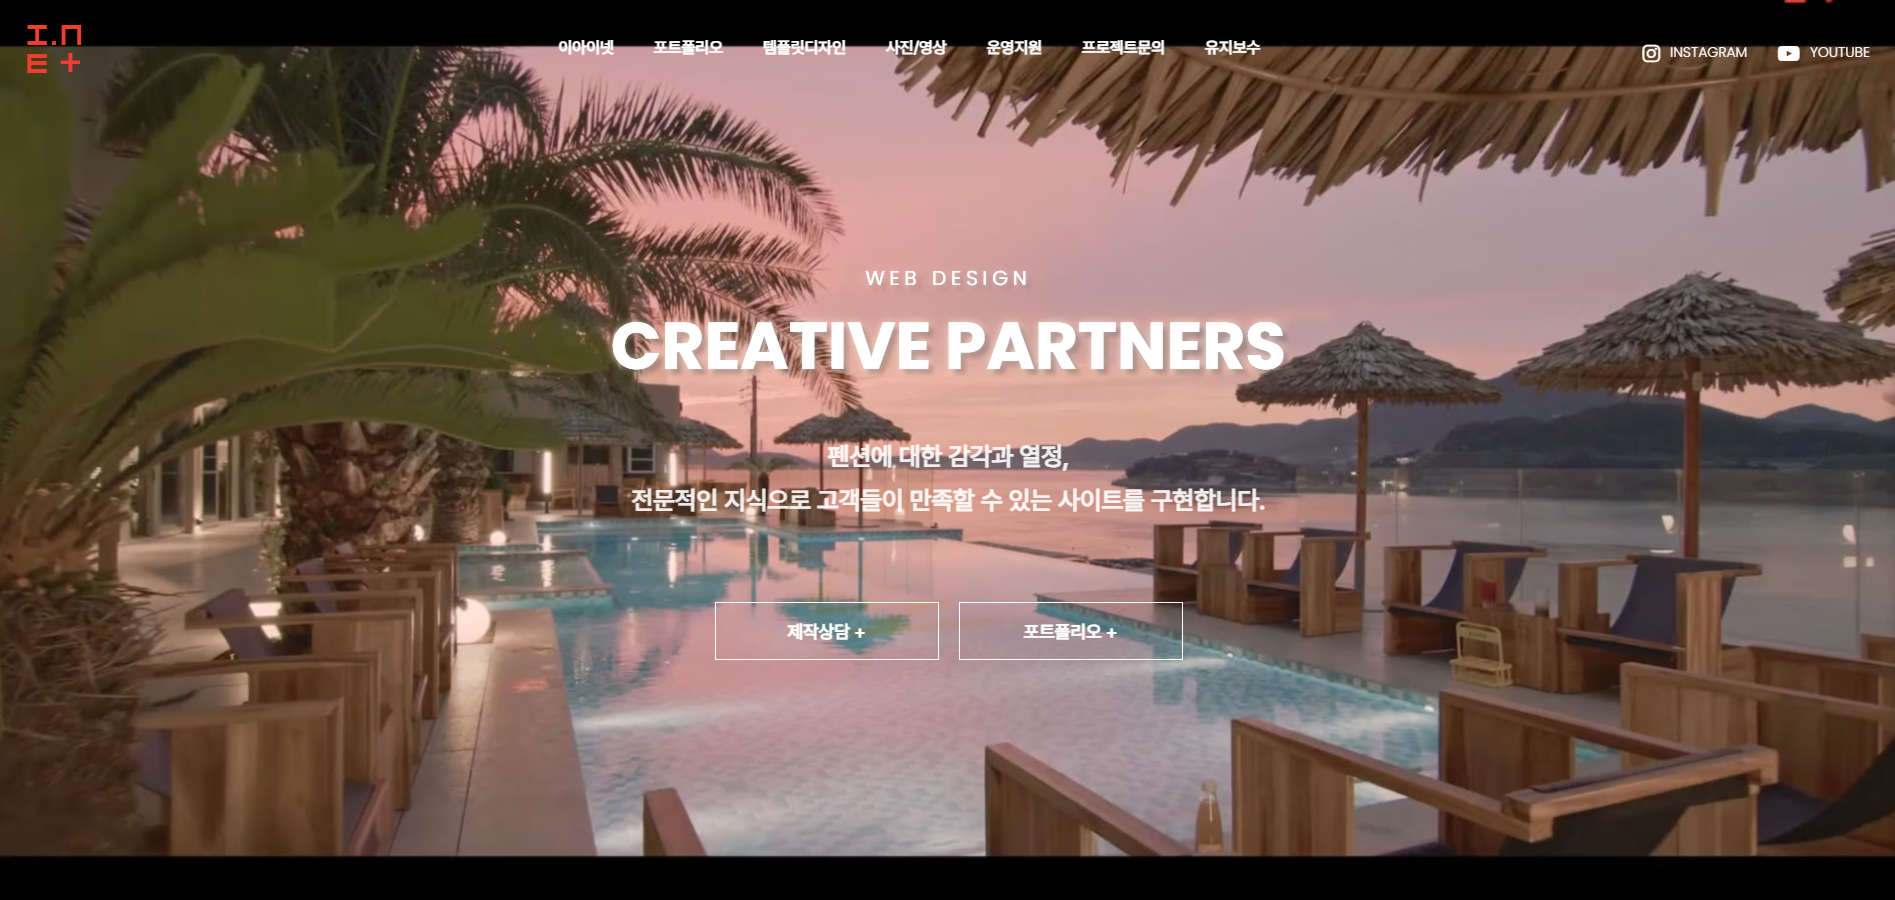 I.N
E+
이아이넷 포트폴리오 템플릿디자인 사진/영상 운영지원 프로젝트문의 유지보수
INSTAGRAM YOUTUBE
WEB DESIGN
CREATIVE PARTNERS
펜션에 대한 감각과 열정,
전문적인 지식으로 고객들이 만족할 수 있는 사이트를 구현합니다.
제작상담 + 포트폴리오 +